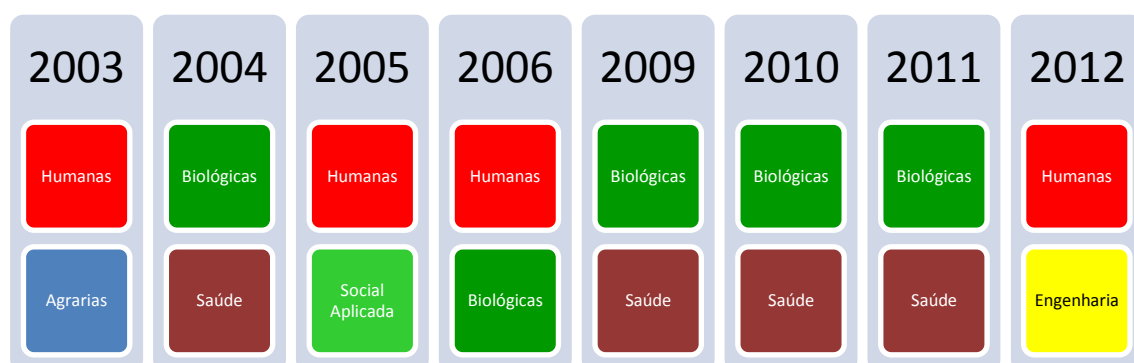 2003 2004 2005 2006 2009 2010 2011 2012
Humanas Biológicas Humanas Humanas Biológicas Biológicas Biológicas Humanas
Agrarias Saúde Social Aplicada Biológicas Saúde Saúde Saúde Engenharia